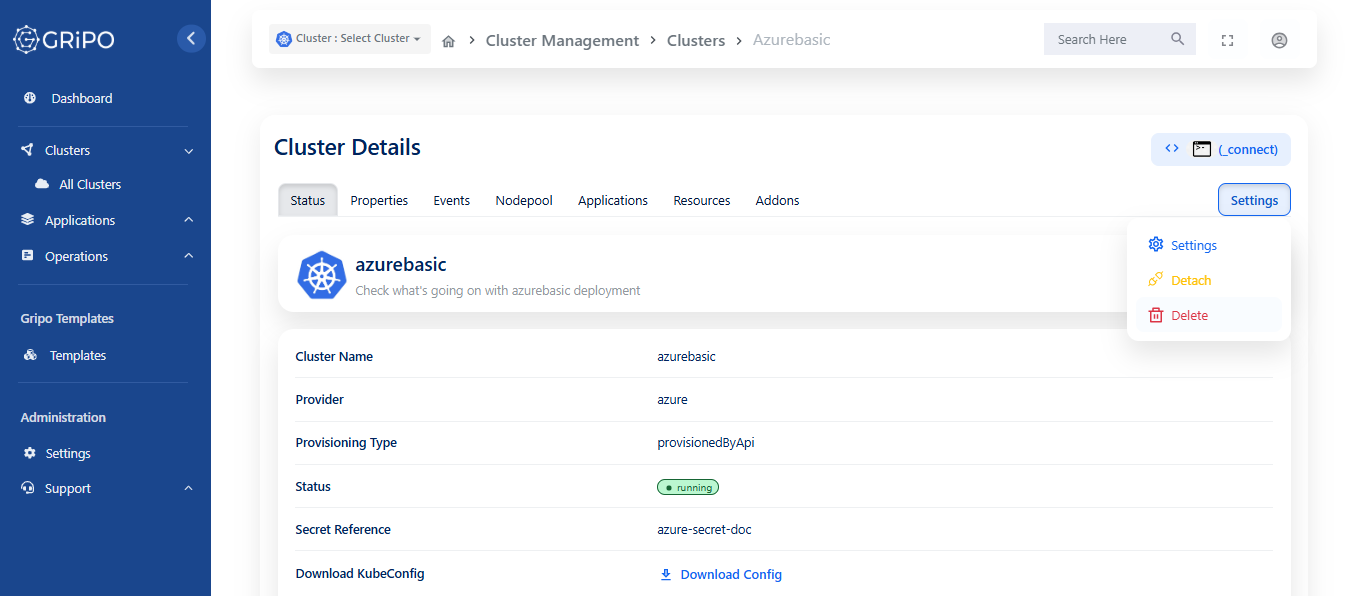 GRiPO
Dashboard
Clusters
All Clusters
Applications
Operations
Gripo Templates
Templates
Administration
Settings
Support
Cluster : Select Cluster
Cluster Management
Clusters
Azurebasic
Search Here
Cluster Details
(_connect)
Status
Properties
Events
Nodepool
Applications
Resources
Addons
Settings
Settings
Detach
Delete
azurebasic
Check what's going on with azurebasic deployment
Cluster Name azurebasic
Provider azure
Provisioning Type provisionedByApi
Status running
Secret Reference azure-secret-doc
Download KubeConfig Download Config